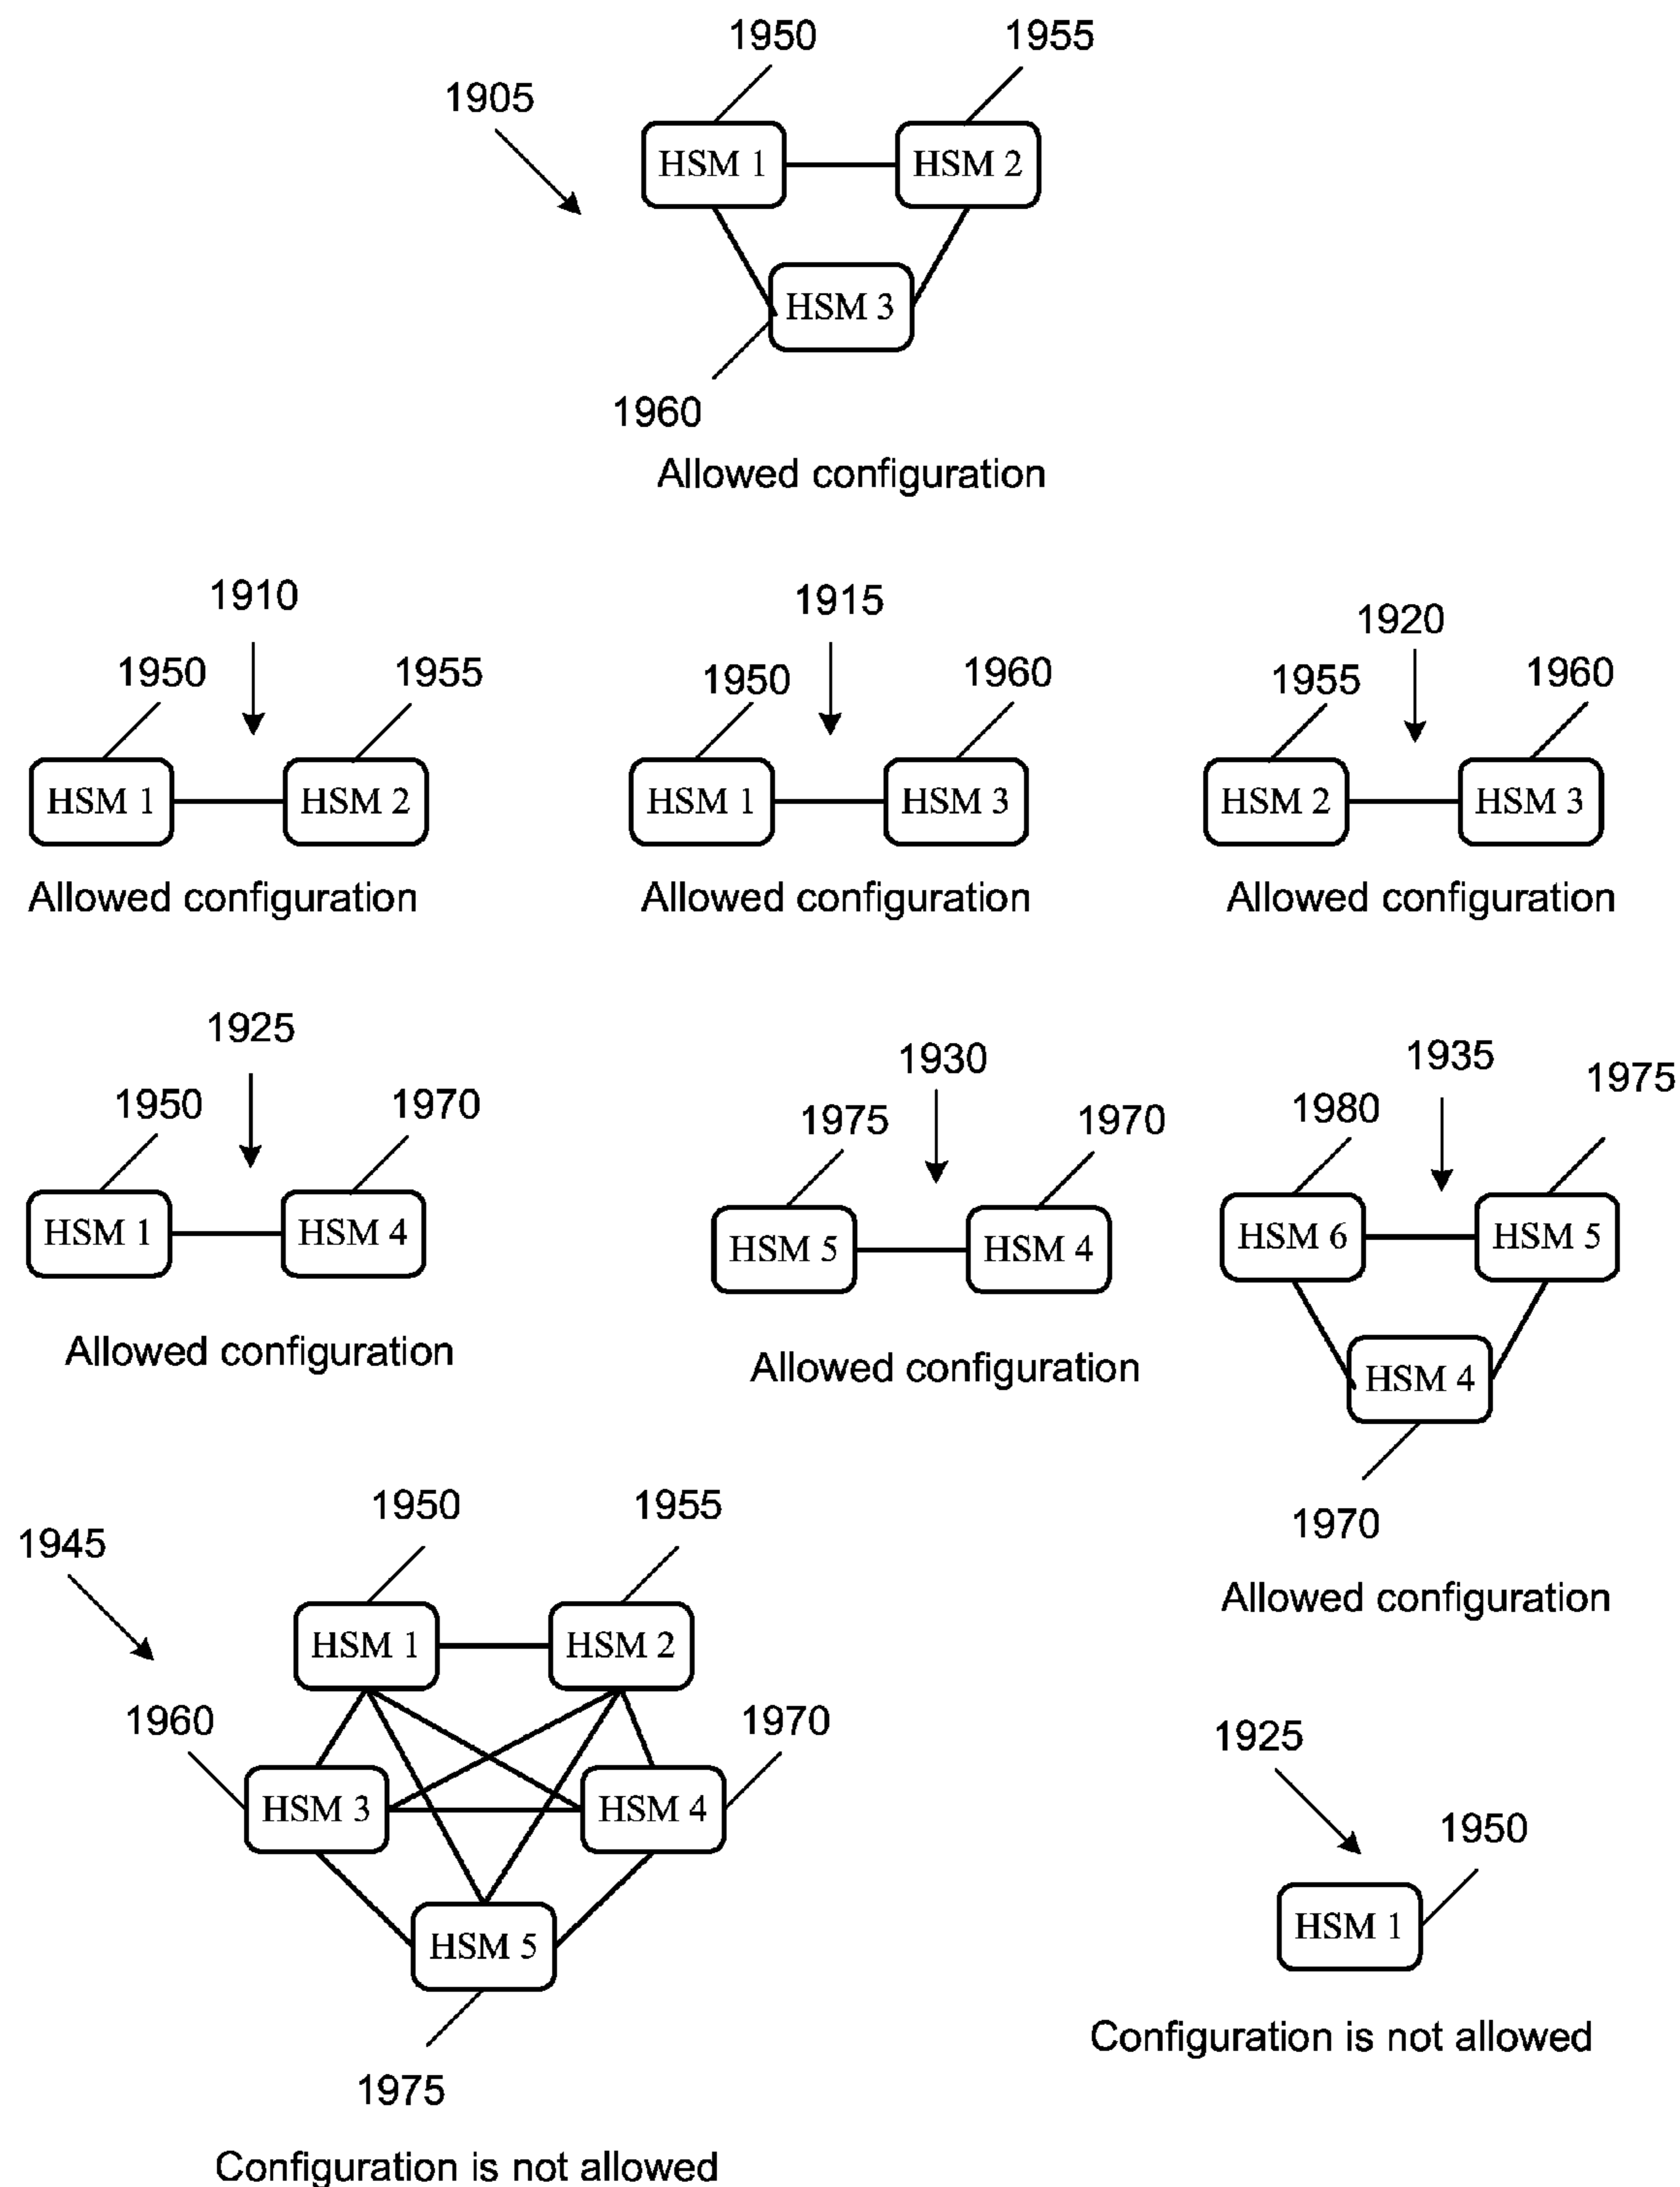 1950
1955
1905
HSM 1
HSM 2
HSM 3
1960
Allowed configuration
1910
1950
1955
HSM 1
HSM 2
Allowed configuration
1915
1950
1960
HSM 1
HSM 3
Allowed configuration
1920
1955
1960
HSM 2
HSM 3
Allowed configuration
1925
1950
1970
HSM 1
HSM 4
Allowed configuration
1930
1975
1970
HSM 5
HSM 4
Allowed configuration
1935
1975
1980
HSM 6
HSM 5
HSM 4
1970
Allowed configuration
1950
1955
1945
HSM 1
HSM 2
1960
1970
HSM 3
HSM 4
HSM 5
1975
Configuration is not allowed
1925
1950
HSM 1
Configuration is not allowed